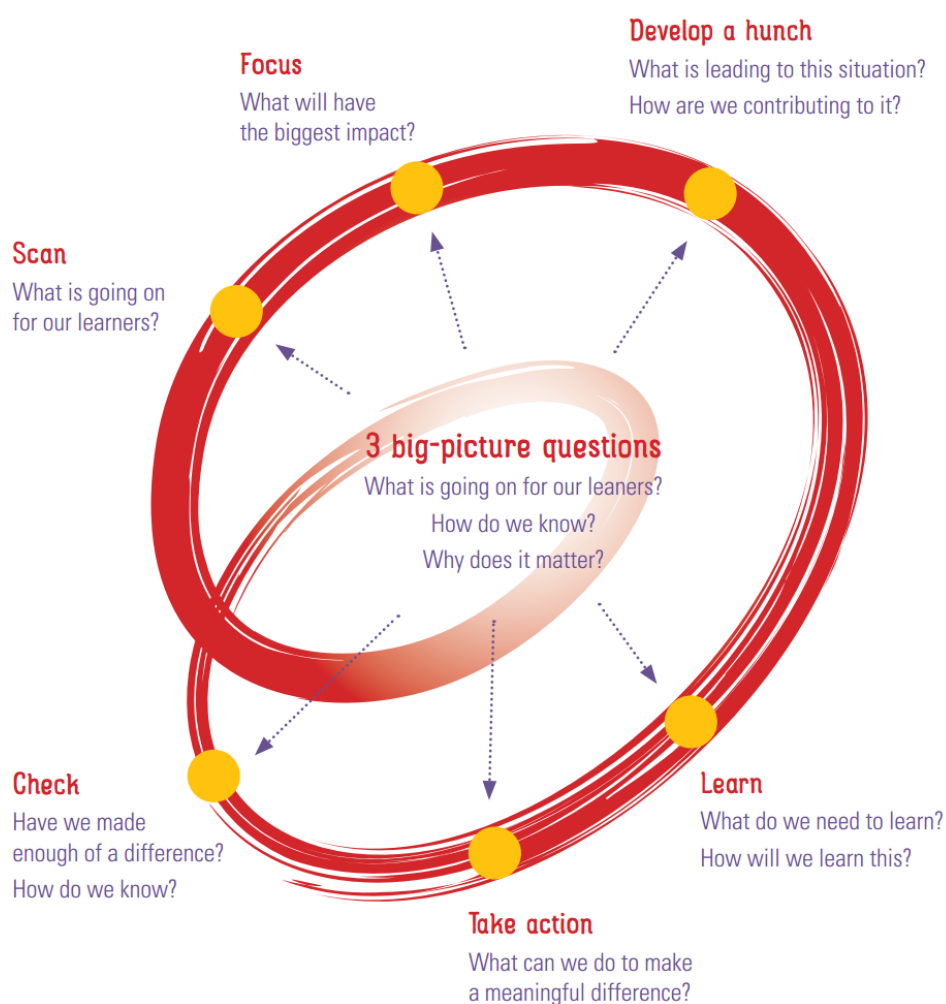 Develop a hunch
What is leading to this situation?
How are we contributing to it?
Focus
What will have
the biggest impact?
Scan
What is going on
for our learners?
3 big-picture questions
What is going on for our leaners?
How do we know?
Why does it matter?
Learn
What do we need to learn?
How will we learn this?
Check
Have we made
enough of a difference?
How do we know?
Take action
What can we do to make
a meaningful difference?